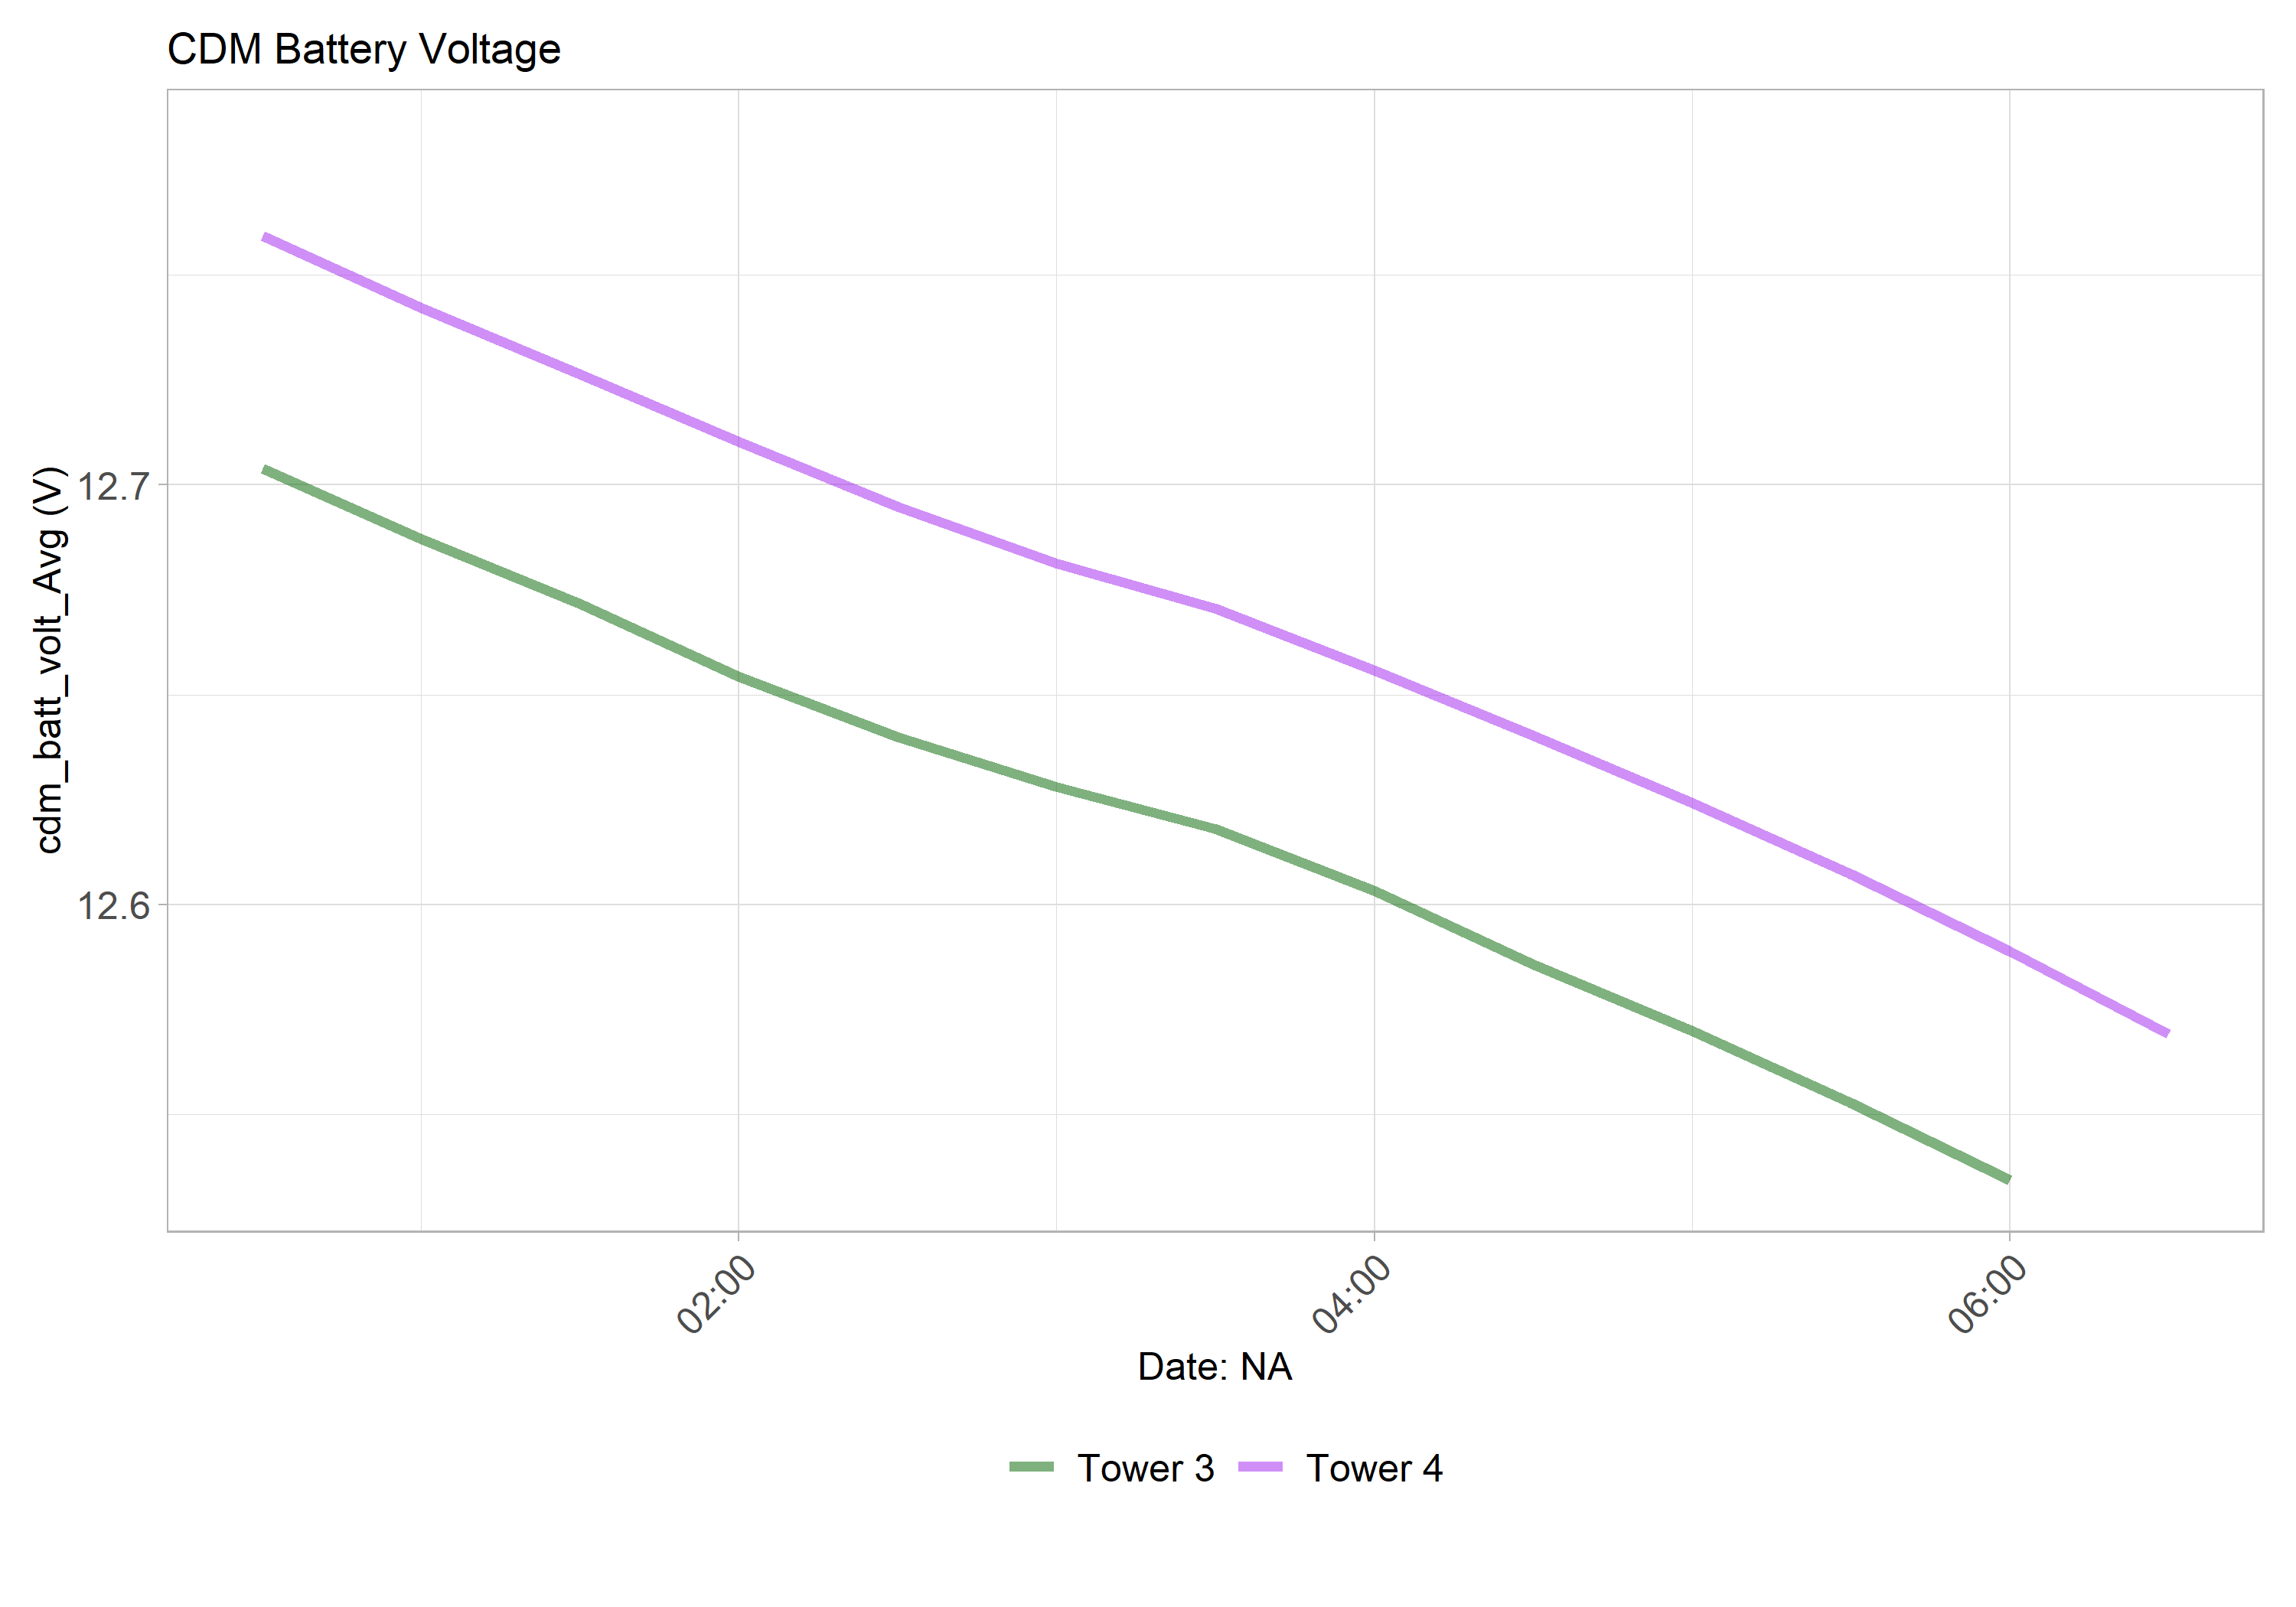 CDM Battery Voltage
cdm_batt_volt_Avg (V)
12.7
12.6
02:00
04:00
06:00
Date: NA
Tower 3
Tower 4